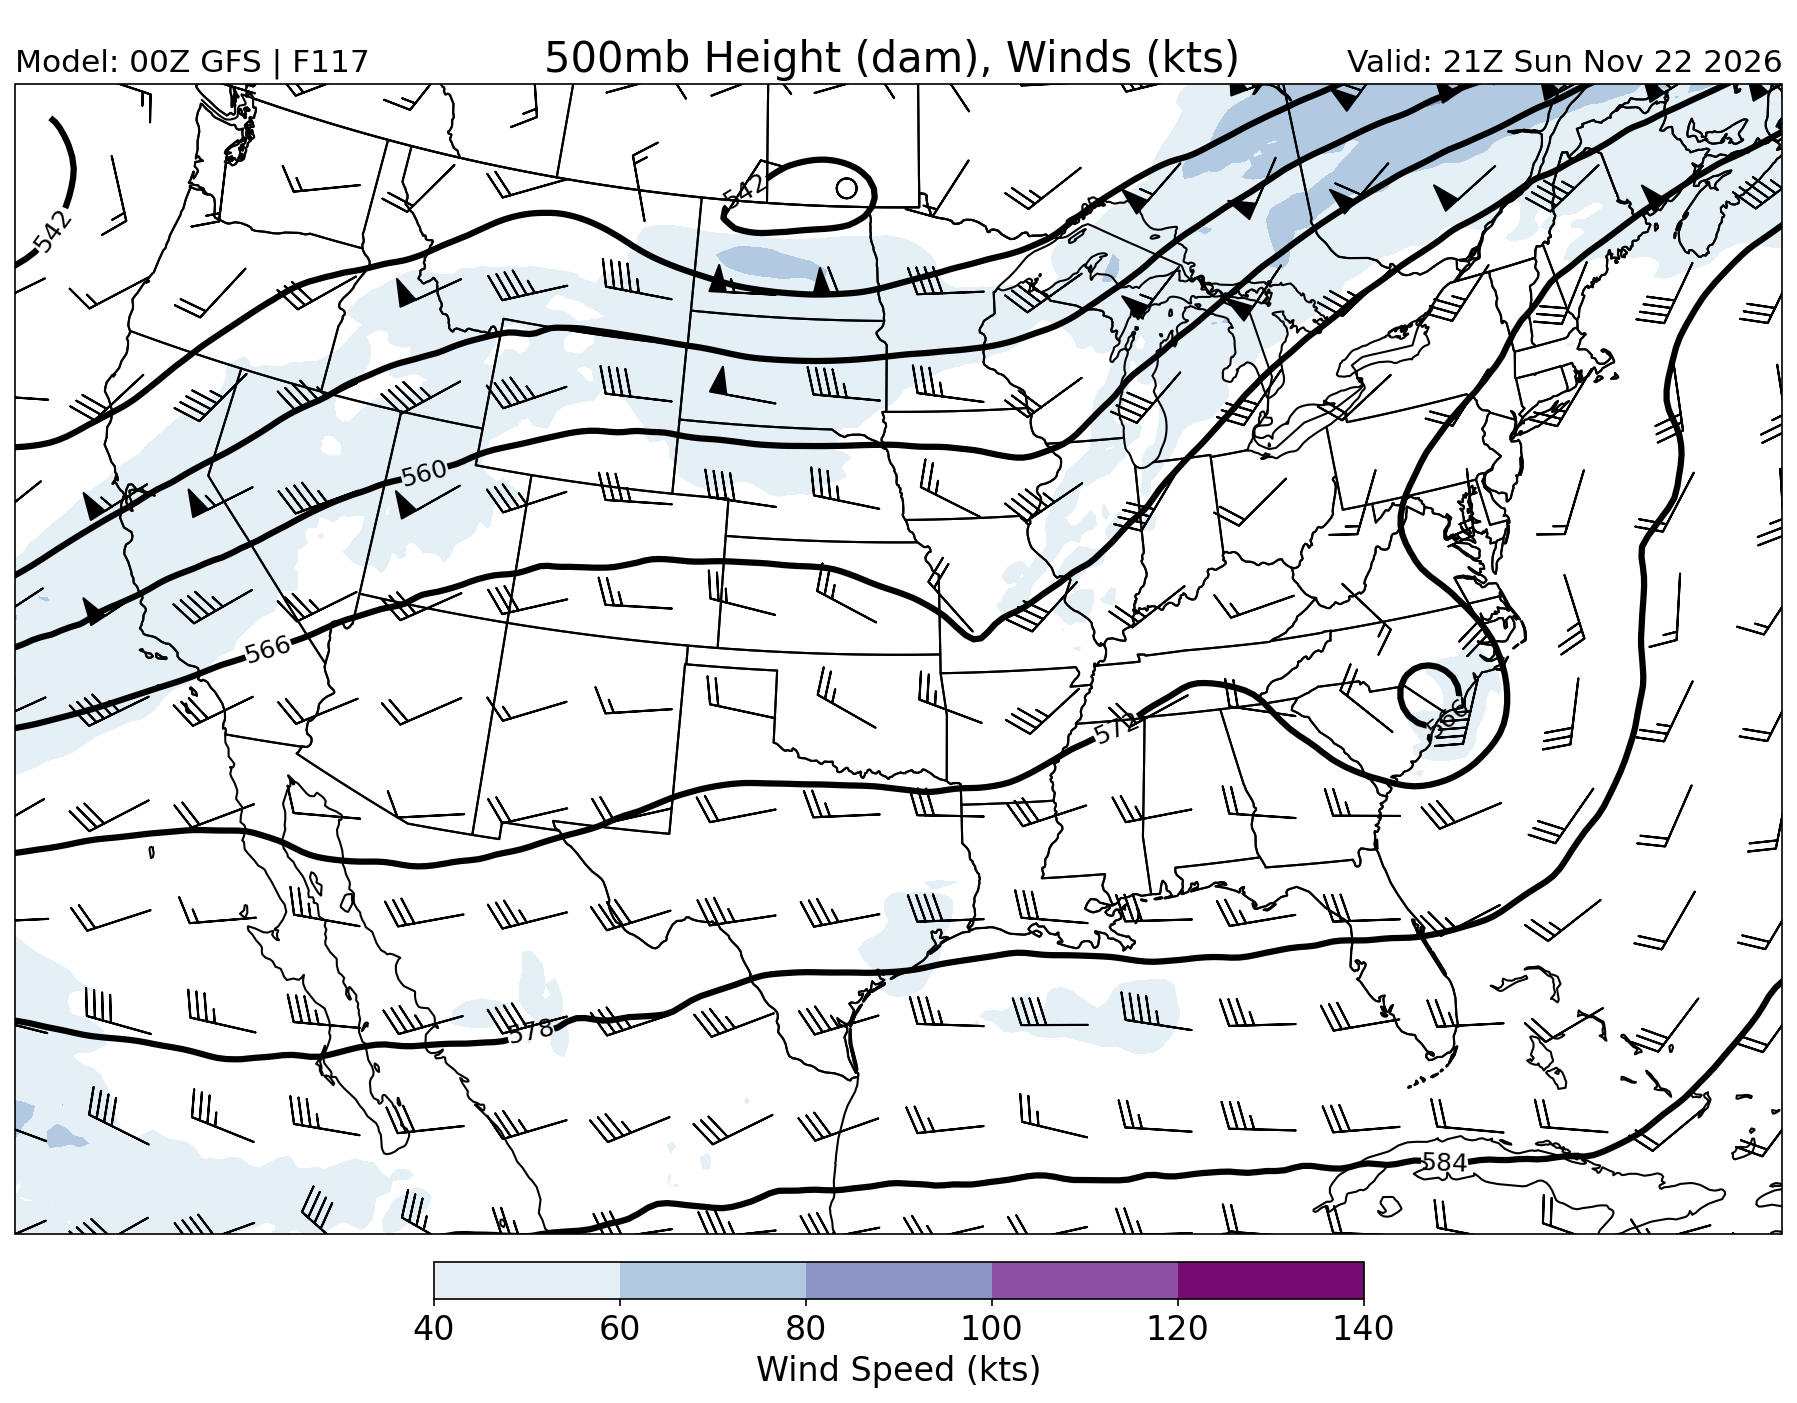 Model: 00Z GFS | F117
500mb Height (dam), Winds (kts)
Valid: 21Z Sun Nov 22 2026
542
542
560
566
566
572
578
584
40 60 80 100 120 140
Wind Speed (kts)